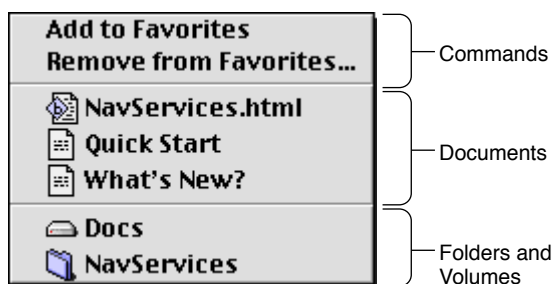 Add to Favorites
Remove from Favorites...
Commands
NavServices.html
Quick Start
What's New?
Documents
Docs
NavServices
Folders and
Volumes